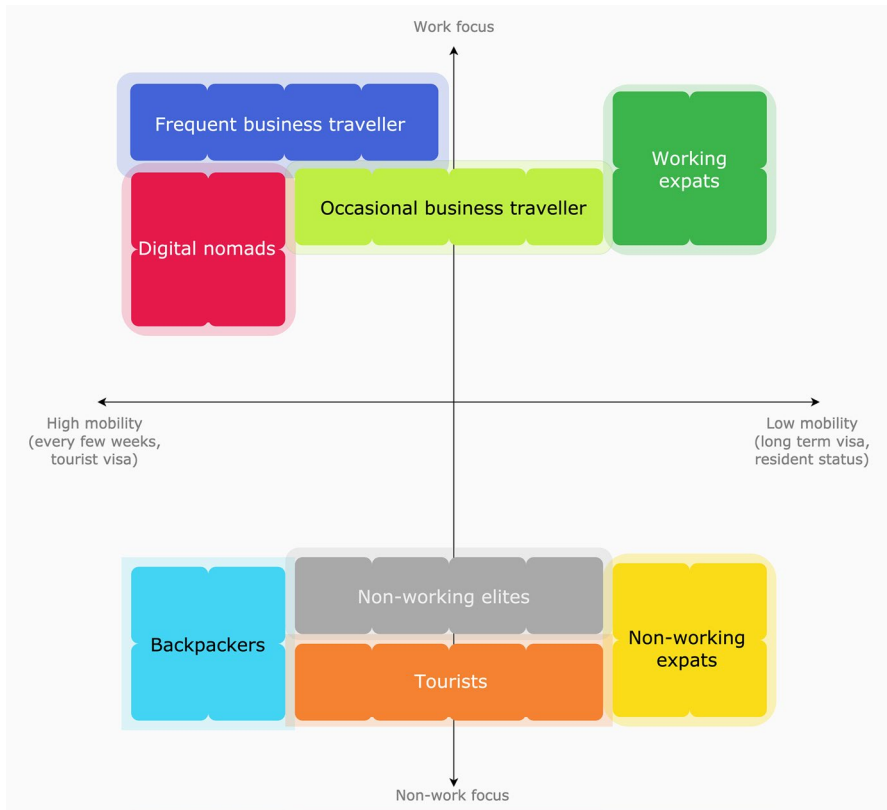 Work focus
Frequent business traveller
Working
expats
Occasional business traveller
Digital nomads
High mobility
(every few weeks,
tourist visa)
Low mobility
(long term visa,
resident status)
Non-working elites
Backpackers
Non-working
expats
Tourists
Non-work focus